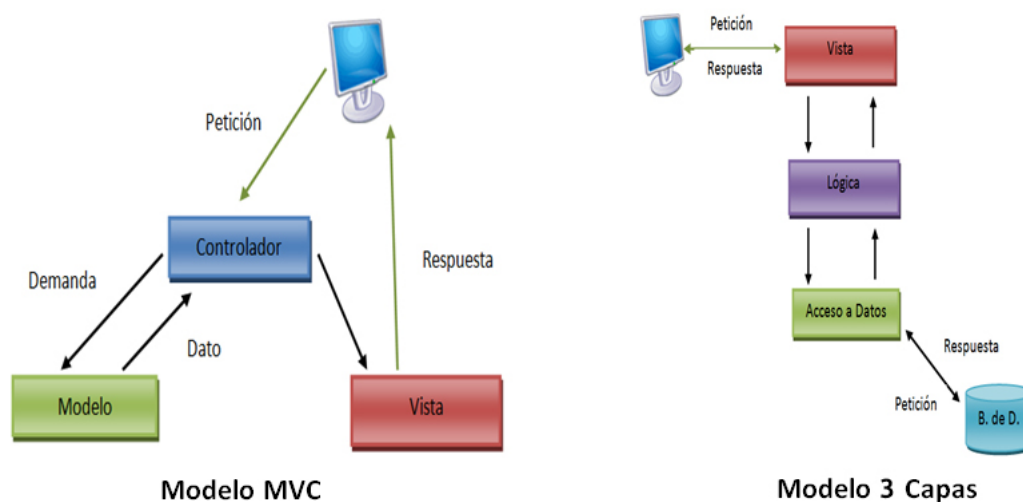 Petición
Controlador
Demanda
Dato
Respuesta
Modelo
Vista
Modelo MVC
Petición
Respuesta
Vista
Lógica
Acceso a Datos
Respuesta
Petición
B. de D.
Modelo 3 Capas